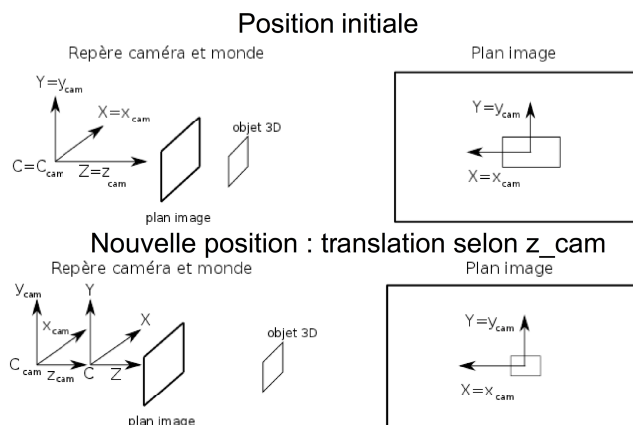 Position initiale
Repère caméra et monde
Plan image
Y=ycam
X=xcam
objet 3D
C=Ccam
Z=zcam
plan image
Y=ycam
X=xcam
Nouvelle position : translation selon z_cam
Repère caméra et monde
Plan image
ycam
Y
xcam
X
objet 3D
Ccam
zcam
C
Z
plan image
Y=ycam
X=xcam